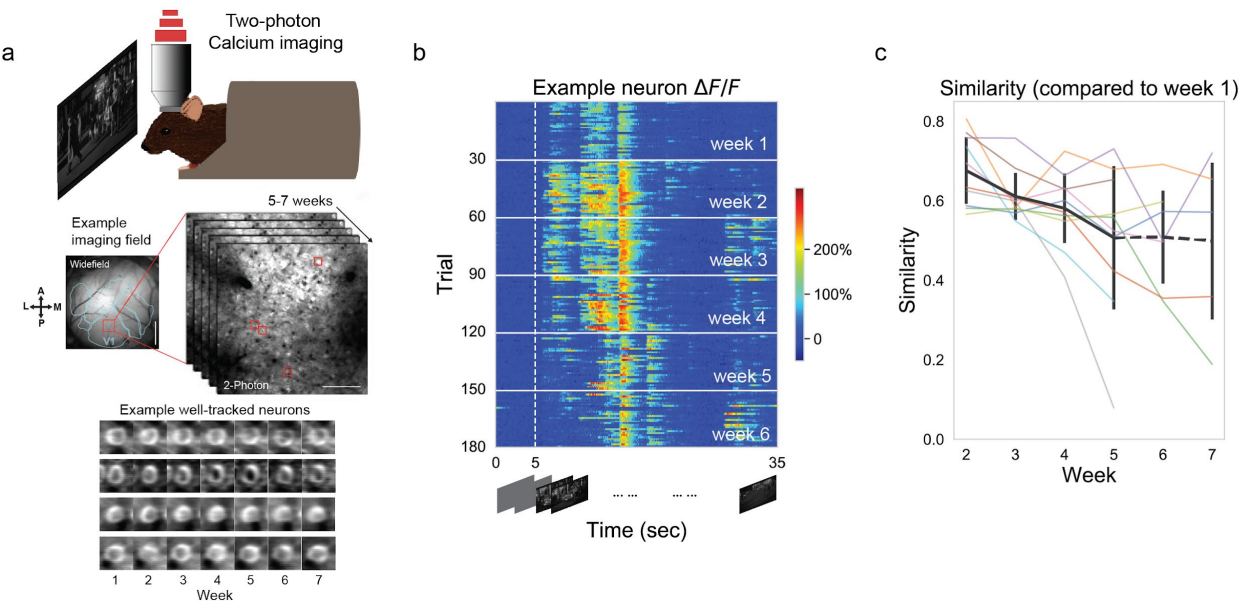 a
Two-photon
Calcium imaging
Example
imaging field
5-7 weeks
Widefield
A
L M
P
V1
2-Photon
Example well-tracked neurons
1 2 3 4 5 6 7
Week
b
Example neuron ΔF/F
week 1
30
week 2
60
week 3
90
week 4
120
week 5
150
week 6
180
Trial
0 5 35
... ... ... ...
Time (sec)
200%
100%
0
c
Similarity (compared to week 1)
0.8
0.6
0.4
0.2
0.0
Similarity
2 3 4 5 6 7
Week